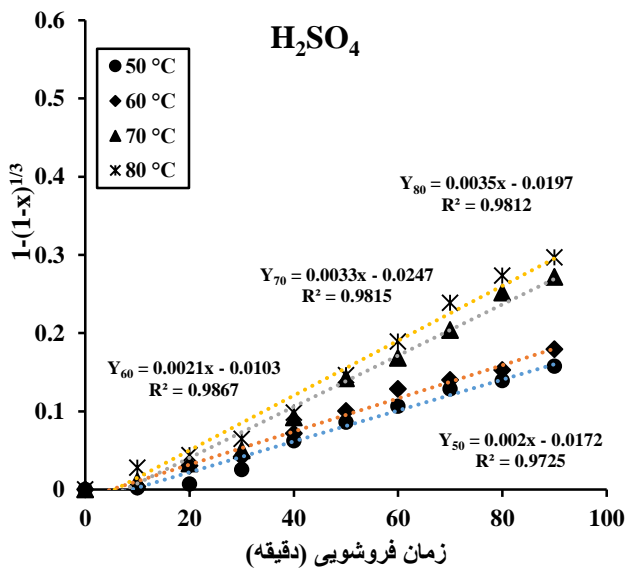 H₂SO₄
0.6
0.5
0.4
0.3
0.2
0.1
0
1-(1-x)^1/3
50 °C
60 °C
70 °C
80 °C
Y₈₀ = 0.0035x - 0.0197
R² = 0.9812
Y₇₀ = 0.0033x - 0.0247
R² = 0.9815
Y₆₀ = 0.0021x - 0.0103
R² = 0.9867
Y₅₀ = 0.002x - 0.0172
R² = 0.9725
0 20 40 60 80 100
زمان فروشویی (دقیقه)